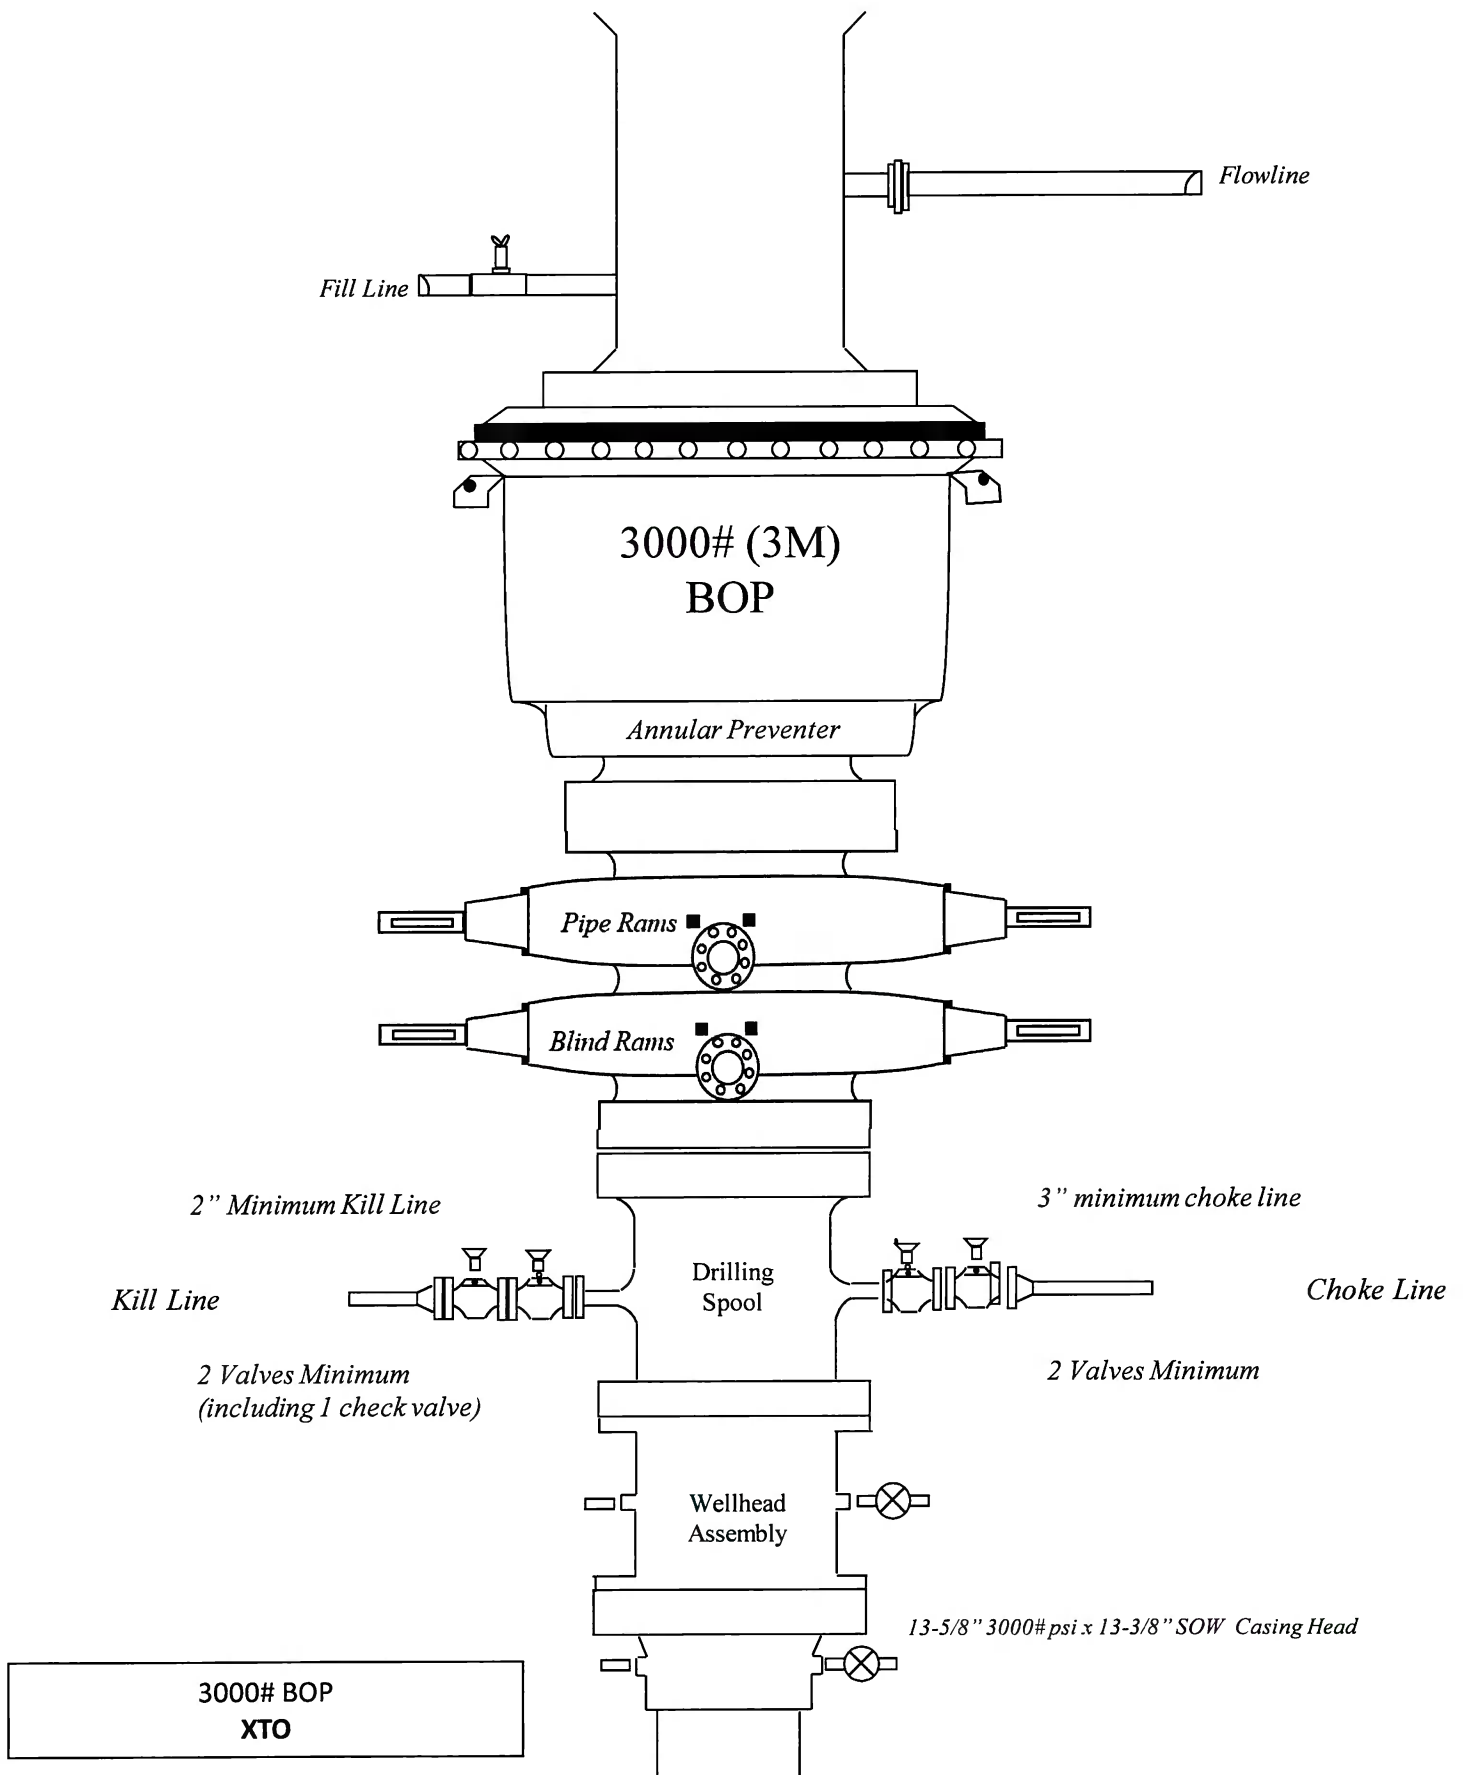 Flowline
Fill Line
3000# (3M)
BOP
Annular Preventer
Pipe Rams
Blind Rams
2” Minimum Kill Line
3” minimum choke line
Drilling
Spool
Kill Line
Choke Line
2 Valves Minimum
(including 1 check valve)
2 Valves Minimum
Wellhead
Assembly
13-5/8” 3000# psi x 13-3/8” SOW Casing Head
3000# BOP
XTO